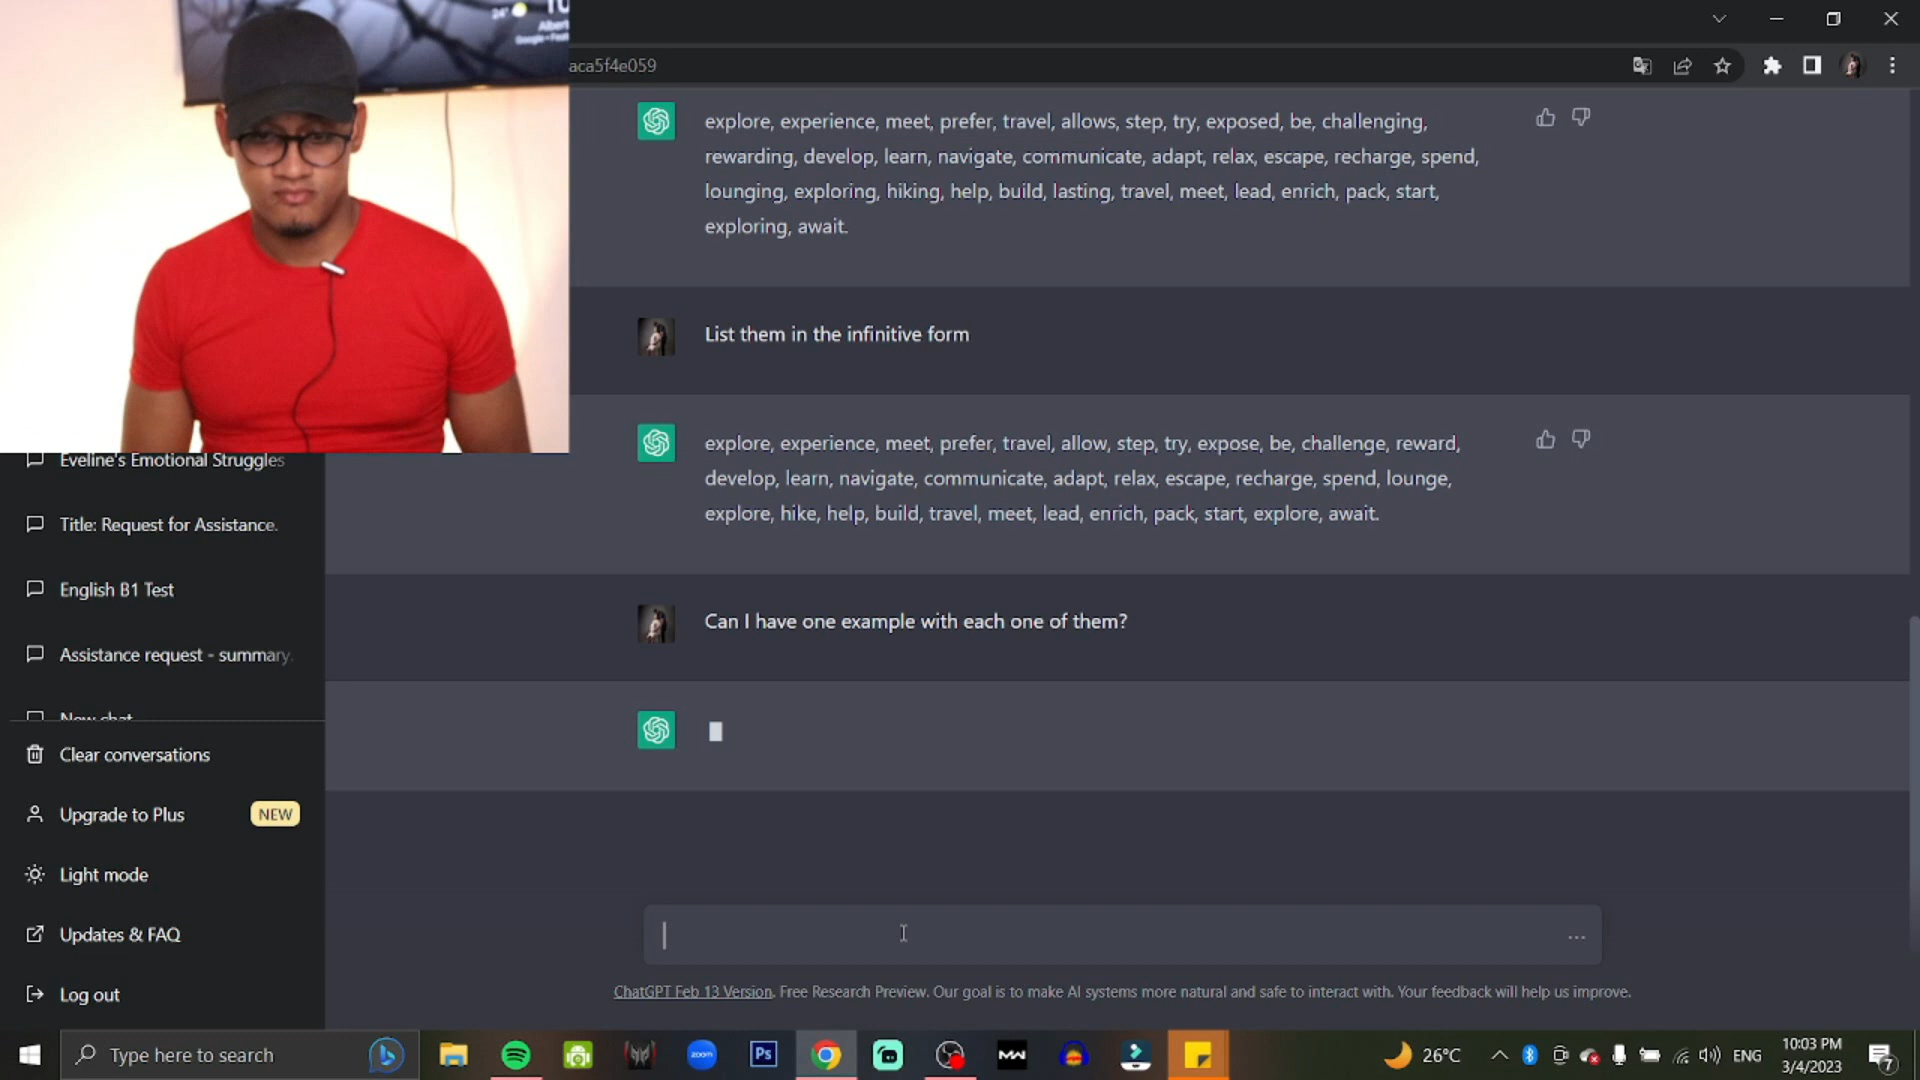 24°
aca5f4e059
explore, experience, meet, prefer, travel, allows, step, try, exposed, be, challenging,
rewarding, develop, learn, navigate, communicate, adapt, relax, escape, recharge, spend,
lounging, exploring, hiking, help, build, lasting, travel, meet, lead, enrich, pack, start,
exploring, await.
List them in the infinitive form
explore, experience, meet, prefer, travel, allow, step, try, expose, be, challenge, reward,
develop, learn, navigate, communicate, adapt, relax, escape, recharge, spend, lounge,
explore, hike, help, build, travel, meet, lead, enrich, pack, start, explore, await.
Can I have one example with each one of them?
Eveline's Emotional Struggles
Title: Request for Assistance.
English B1 Test
Assistance request - summary.
New chat
Clear conversations
Upgrade to Plus NEW
Light mode
Updates & FAQ
Log out
ChatGPT Feb 13 Version. Free Research Preview. Our goal is to make AI systems more natural and safe to interact with. Your feedback will help us improve.
Type here to search
zoom
Ps
26°C
ENG
10:03 PM
3/4/2023
7